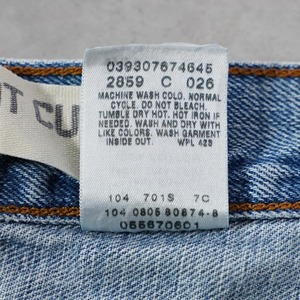 039307674645
2859 C 026
MACHINE WASH COLD. NORMAL
CYCLE. DO NOT BLEACH.
TUMBLE DRY HOT. HOT IRON IF
NEEDED. WASH AND DRY WITH
LIKE COLORS. WASH GARMENT
INSIDE OUT. WPL 423
104 701S 7C
104 0805 80874-8
055670601
UT CU